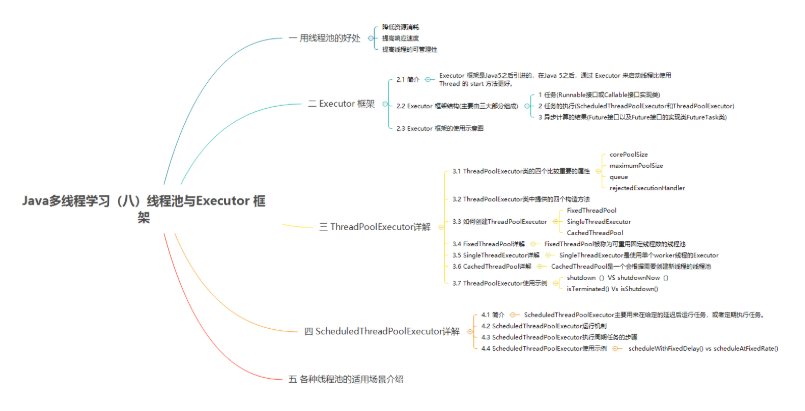 Java多线程学习（八）线程池与Executor 框
架
一 用线程池的好处
降低资源消耗
提高响应速度
提高线程的可管理性
二 Executor 框架
2.1 简介
Executor 框架是Java5之后引进的，在Java 5之后，通过 Executor 来启动线程比使用
Thread 的 start 方法更好。
2.2 Executor 框架结构(主要由三大部分组成)
1 任务(Runnable接口或Callable接口实现类)
2 任务的执行(ScheduledThreadPoolExecutor和ThreadPoolExecutor)
3 异步计算的结果(Future接口以及Future接口的实现类FutureTask类)
2.3 Executor 框架的使用示意图
三 ThreadPoolExecutor详解
3.1 ThreadPoolExecutor类的四个比较重要的属性
corePoolSize
maximumPoolSize
queue
rejectedExecutionHandler
3.2 ThreadPoolExecutor类中提供的四个构造方法
3.3 如何创建ThreadPoolExecutor
FixedThreadPool
SingleThreadExecutor
CachedThreadPool
3.4 FixedThreadPool详解
FixedThreadPool被称为可重用固定线程数的线程池
3.5 SingleThreadExecutor详解
SingleThreadExecutor是使用单个worker线程的Executor
3.6 CachedThreadPool详解
CachedThreadPool是一个会根据需要创建新线程的线程池
3.7 ThreadPoolExecutor使用示例
shutdown（）VS shutdownNow（）
isTerminated() Vs isShutdown()
四 ScheduledThreadPoolExecutor详解
4.1 简介
ScheduledThreadPoolExecutor主要用来在给定的延迟后运行任务，或者定期执行任务。
4.2 ScheduledThreadPoolExecutor运行机制
4.3 ScheduledThreadPoolExecutor执行周期任务的步骤
4.4 ScheduledThreadPoolExecutor使用示例
scheduleWithFixedDelay() vs scheduleAtFixedRate()
五 各种线程池的适用场景介绍